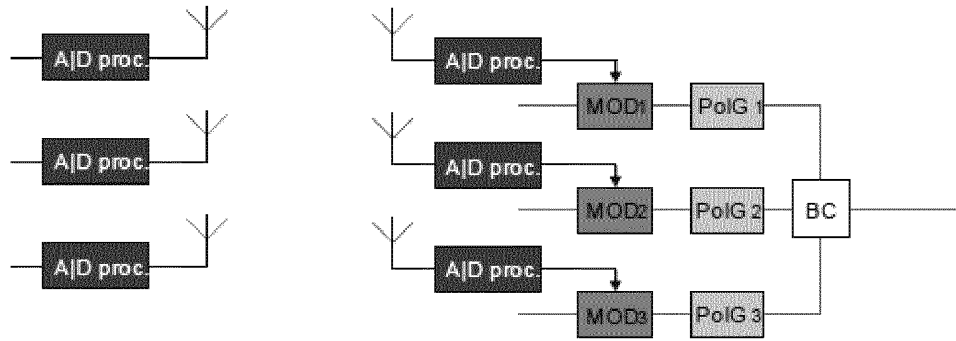 A|D proc.
A|D proc.
MOD1
PolG 1
A|D proc.
A|D proc.
MOD2
PolG 2
BC
A|D proc.
A|D proc.
MOD3
PolG 3